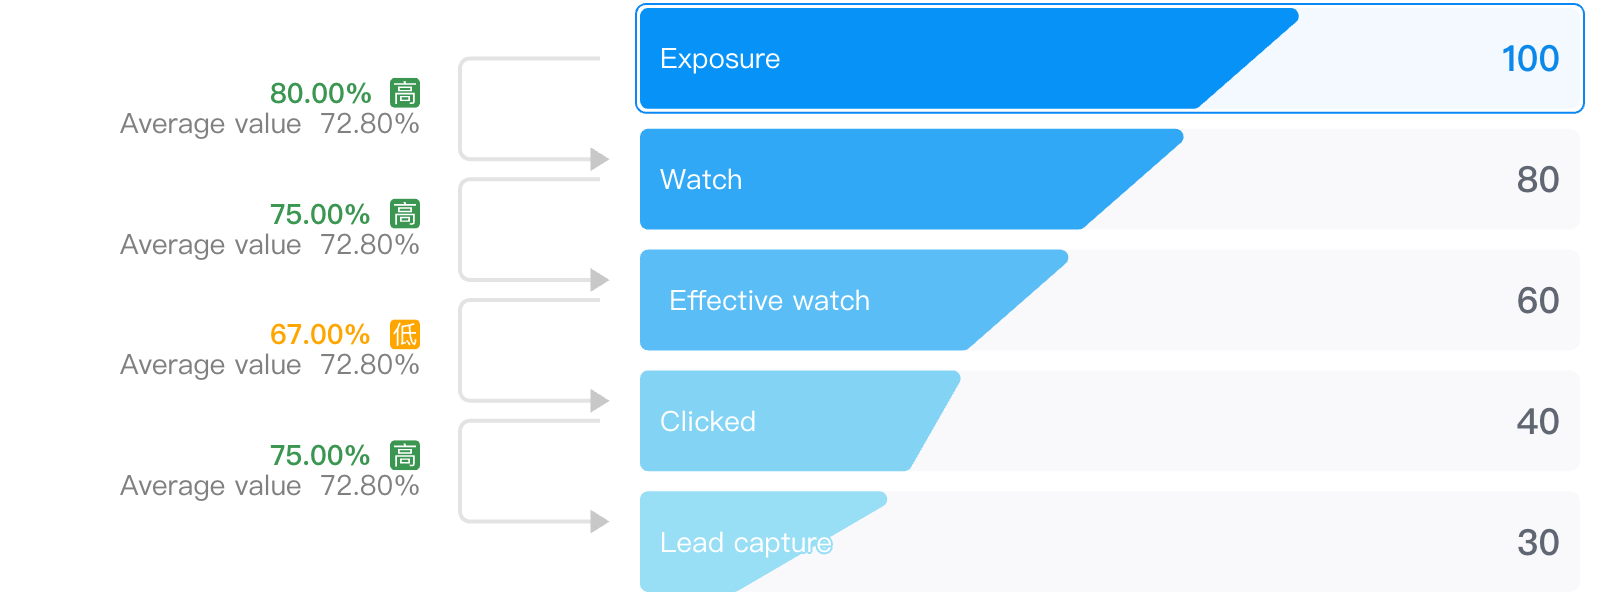 Exposure 100
80.00% 高
Average value 72.80%
Watch 80
75.00% 高
Average value 72.80%
Effective watch 60
67.00% 低
Average value 72.80%
Clicked 40
75.00% 高
Average value 72.80%
Lead capture 30